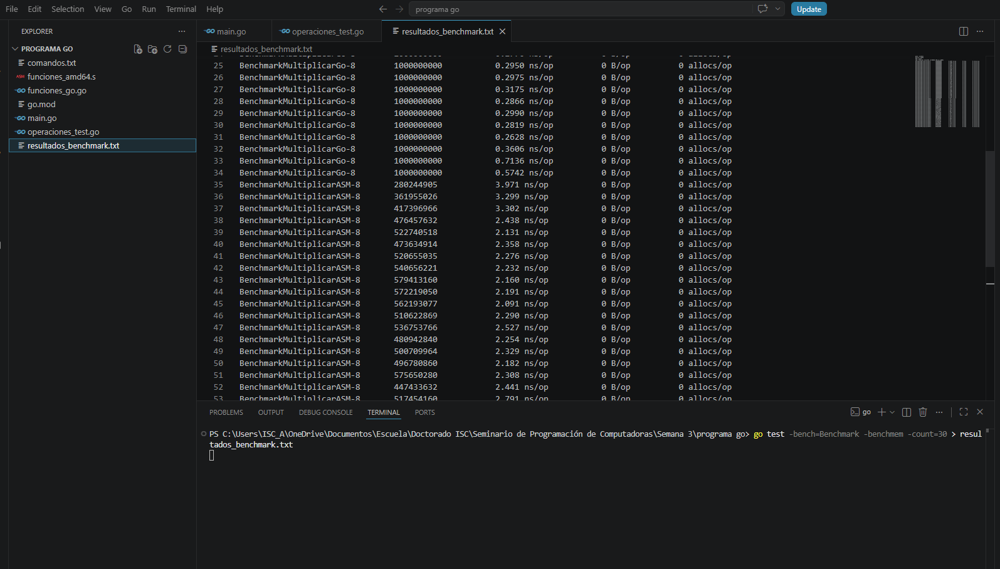 File Edit Selection View Go Run Terminal Help
programa go
Update
EXPLORER
PROGRAMA GO
comandos.txt
ASM funciones_amd64.s
GO funciones_go.go
go.mod
GO main.go
GO operaciones_test.go
resultados_benchmark.txt
GO main.go
GO operaciones_test.go
resultados_benchmark.txt
resultados_benchmark.txt
25 BenchmarkMultiplicarGo-8 1000000000 0.2950 ns/op 0 B/op 0 allocs/op
26 BenchmarkMultiplicarGo-8 1000000000 0.2975 ns/op 0 B/op 0 allocs/op
27 BenchmarkMultiplicarGo-8 1000000000 0.3175 ns/op 0 B/op 0 allocs/op
28 BenchmarkMultiplicarGo-8 1000000000 0.2866 ns/op 0 B/op 0 allocs/op
29 BenchmarkMultiplicarGo-8 1000000000 0.2990 ns/op 0 B/op 0 allocs/op
30 BenchmarkMultiplicarGo-8 1000000000 0.2819 ns/op 0 B/op 0 allocs/op
31 BenchmarkMultiplicarGo-8 1000000000 0.2628 ns/op 0 B/op 0 allocs/op
32 BenchmarkMultiplicarGo-8 1000000000 0.3606 ns/op 0 B/op 0 allocs/op
33 BenchmarkMultiplicarGo-8 1000000000 0.7136 ns/op 0 B/op 0 allocs/op
34 BenchmarkMultiplicarGo-8 1000000000 0.5742 ns/op 0 B/op 0 allocs/op
35 BenchmarkMultiplicarASM-8 280244905 3.971 ns/op 0 B/op 0 allocs/op
36 BenchmarkMultiplicarASM-8 361955026 3.299 ns/op 0 B/op 0 allocs/op
37 BenchmarkMultiplicarASM-8 417396966 3.302 ns/op 0 B/op 0 allocs/op
38 BenchmarkMultiplicarASM-8 476457632 2.438 ns/op 0 B/op 0 allocs/op
39 BenchmarkMultiplicarASM-8 522740518 2.131 ns/op 0 B/op 0 allocs/op
40 BenchmarkMultiplicarASM-8 473634914 2.358 ns/op 0 B/op 0 allocs/op
41 BenchmarkMultiplicarASM-8 520655035 2.276 ns/op 0 B/op 0 allocs/op
42 BenchmarkMultiplicarASM-8 540656221 2.232 ns/op 0 B/op 0 allocs/op
43 BenchmarkMultiplicarASM-8 579413160 2.160 ns/op 0 B/op 0 allocs/op
44 BenchmarkMultiplicarASM-8 572219050 2.191 ns/op 0 B/op 0 allocs/op
45 BenchmarkMultiplicarASM-8 562193077 2.091 ns/op 0 B/op 0 allocs/op
46 BenchmarkMultiplicarASM-8 510622869 2.290 ns/op 0 B/op 0 allocs/op
47 BenchmarkMultiplicarASM-8 536753766 2.527 ns/op 0 B/op 0 allocs/op
48 BenchmarkMultiplicarASM-8 480942840 2.254 ns/op 0 B/op 0 allocs/op
49 BenchmarkMultiplicarASM-8 500709964 2.329 ns/op 0 B/op 0 allocs/op
50 BenchmarkMultiplicarASM-8 496780860 2.182 ns/op 0 B/op 0 allocs/op
51 BenchmarkMultiplicarASM-8 575650280 2.308 ns/op 0 B/op 0 allocs/op
52 BenchmarkMultiplicarASM-8 447433632 2.441 ns/op 0 B/op 0 allocs/op
53 BenchmarkMultiplicarASM-8 517454160 2.791 ns/op 0 B/op 0 allocs/op
PROBLEMS OUTPUT DEBUG CONSOLE TERMINAL PORTS
go
PS C:\Users\ISC_A\OneDrive\Documentos\Escuela\Doctorado ISC\Seminario de Programación de Computadoras\Semana 3\programa go> go test -bench=Benchmark -benchmem -count=30 > resul
tados_benchmark.txt